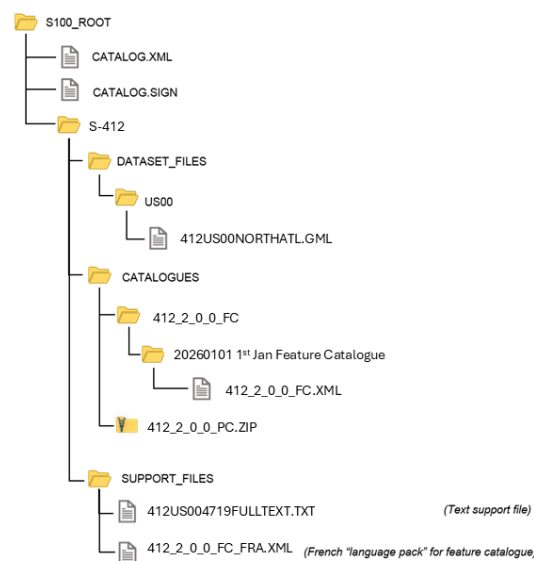 S100_ROOT
CATALOG.XML
CATALOG.SIGN
S-412
DATASET_FILES
US00
412US00NORTHATL.GML
CATALOGUES
412_2_0_0_FC
20260101 1st Jan Feature Catalogue
412_2_0_0_FC.XML
412_2_0_0_PC.ZIP
SUPPORT_FILES
412US004719FULLTEXT.TXT (Text support file)
412_2_0_0_FC_FRA.XML (French “language pack” for feature catalogue)